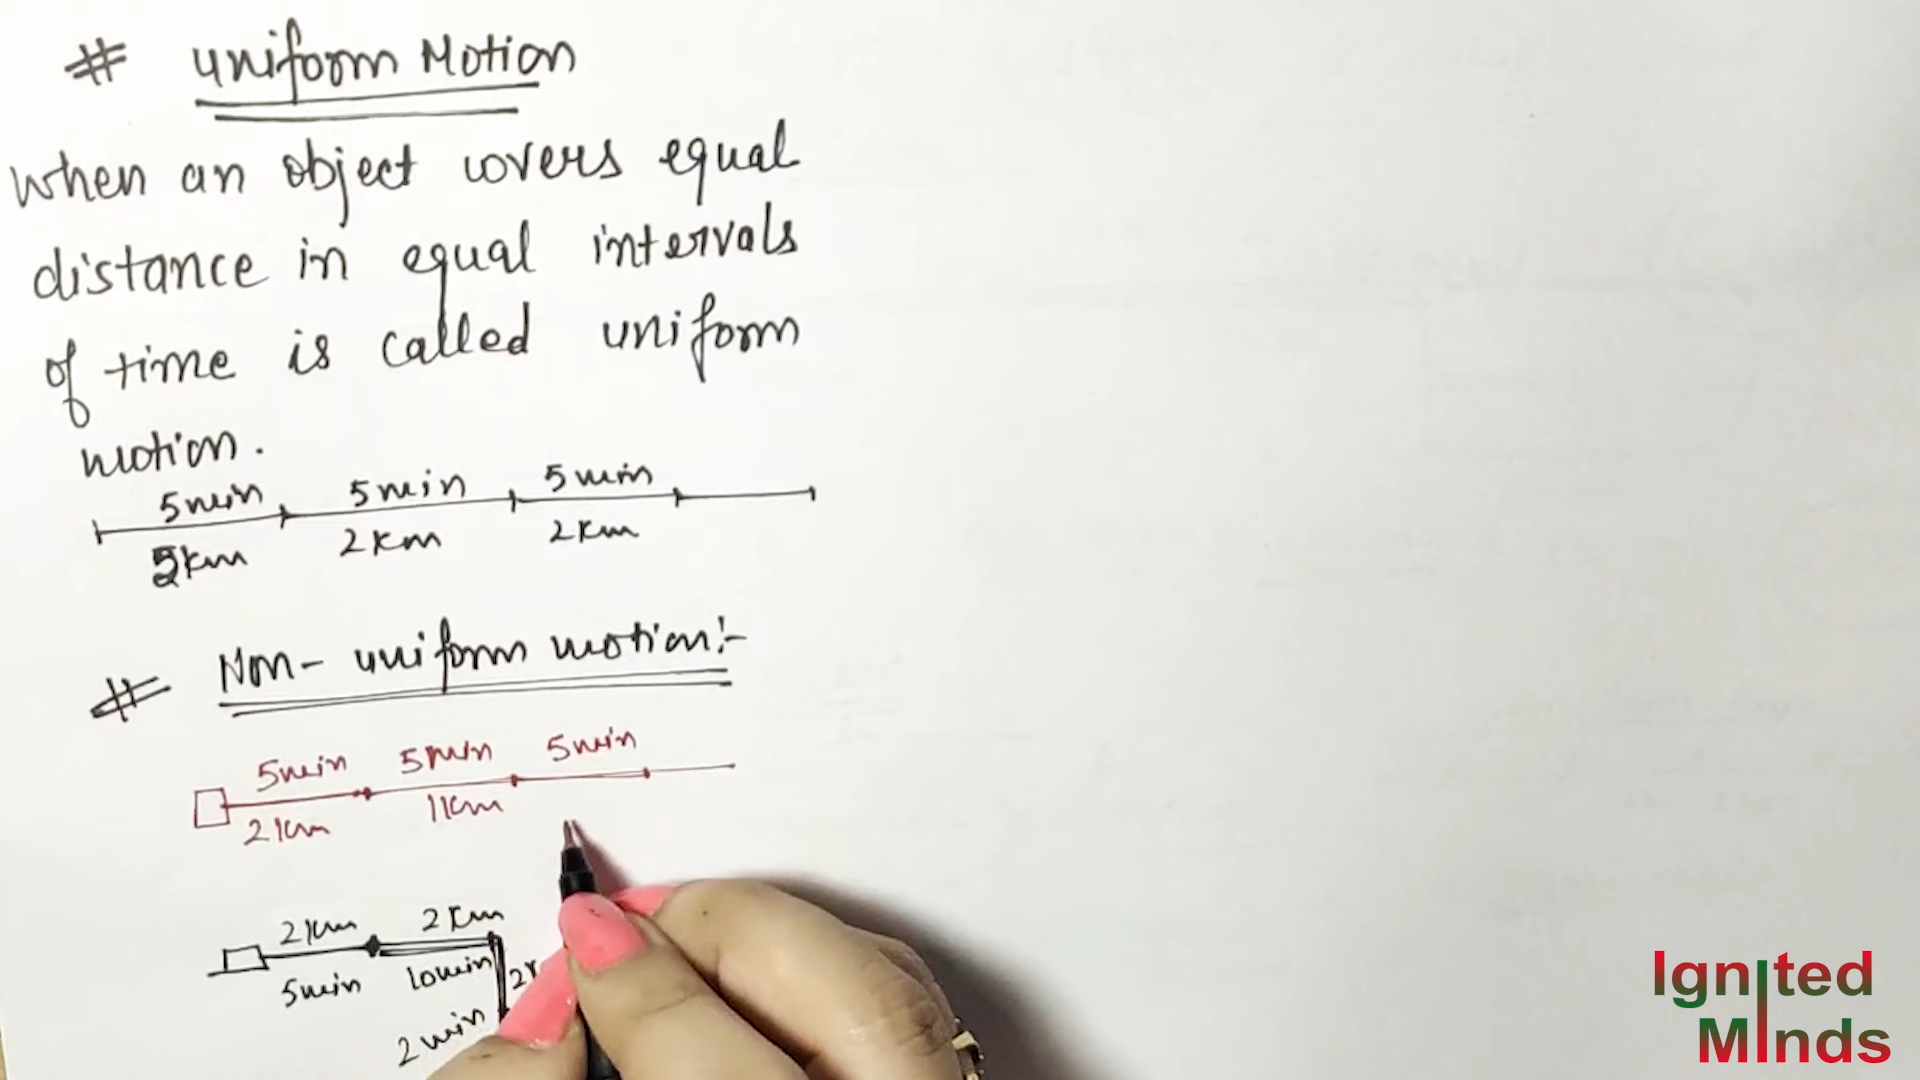 # Uniform Motion
When an object covers equal
distance in equal intervals
of time is called uniform
motion.
5min 5min 5min
2km 2km
# Non-uniform motion:-
5min 5min 5min
2km 1km
2km 2km
5min 10min
2min
Ignited
Minds